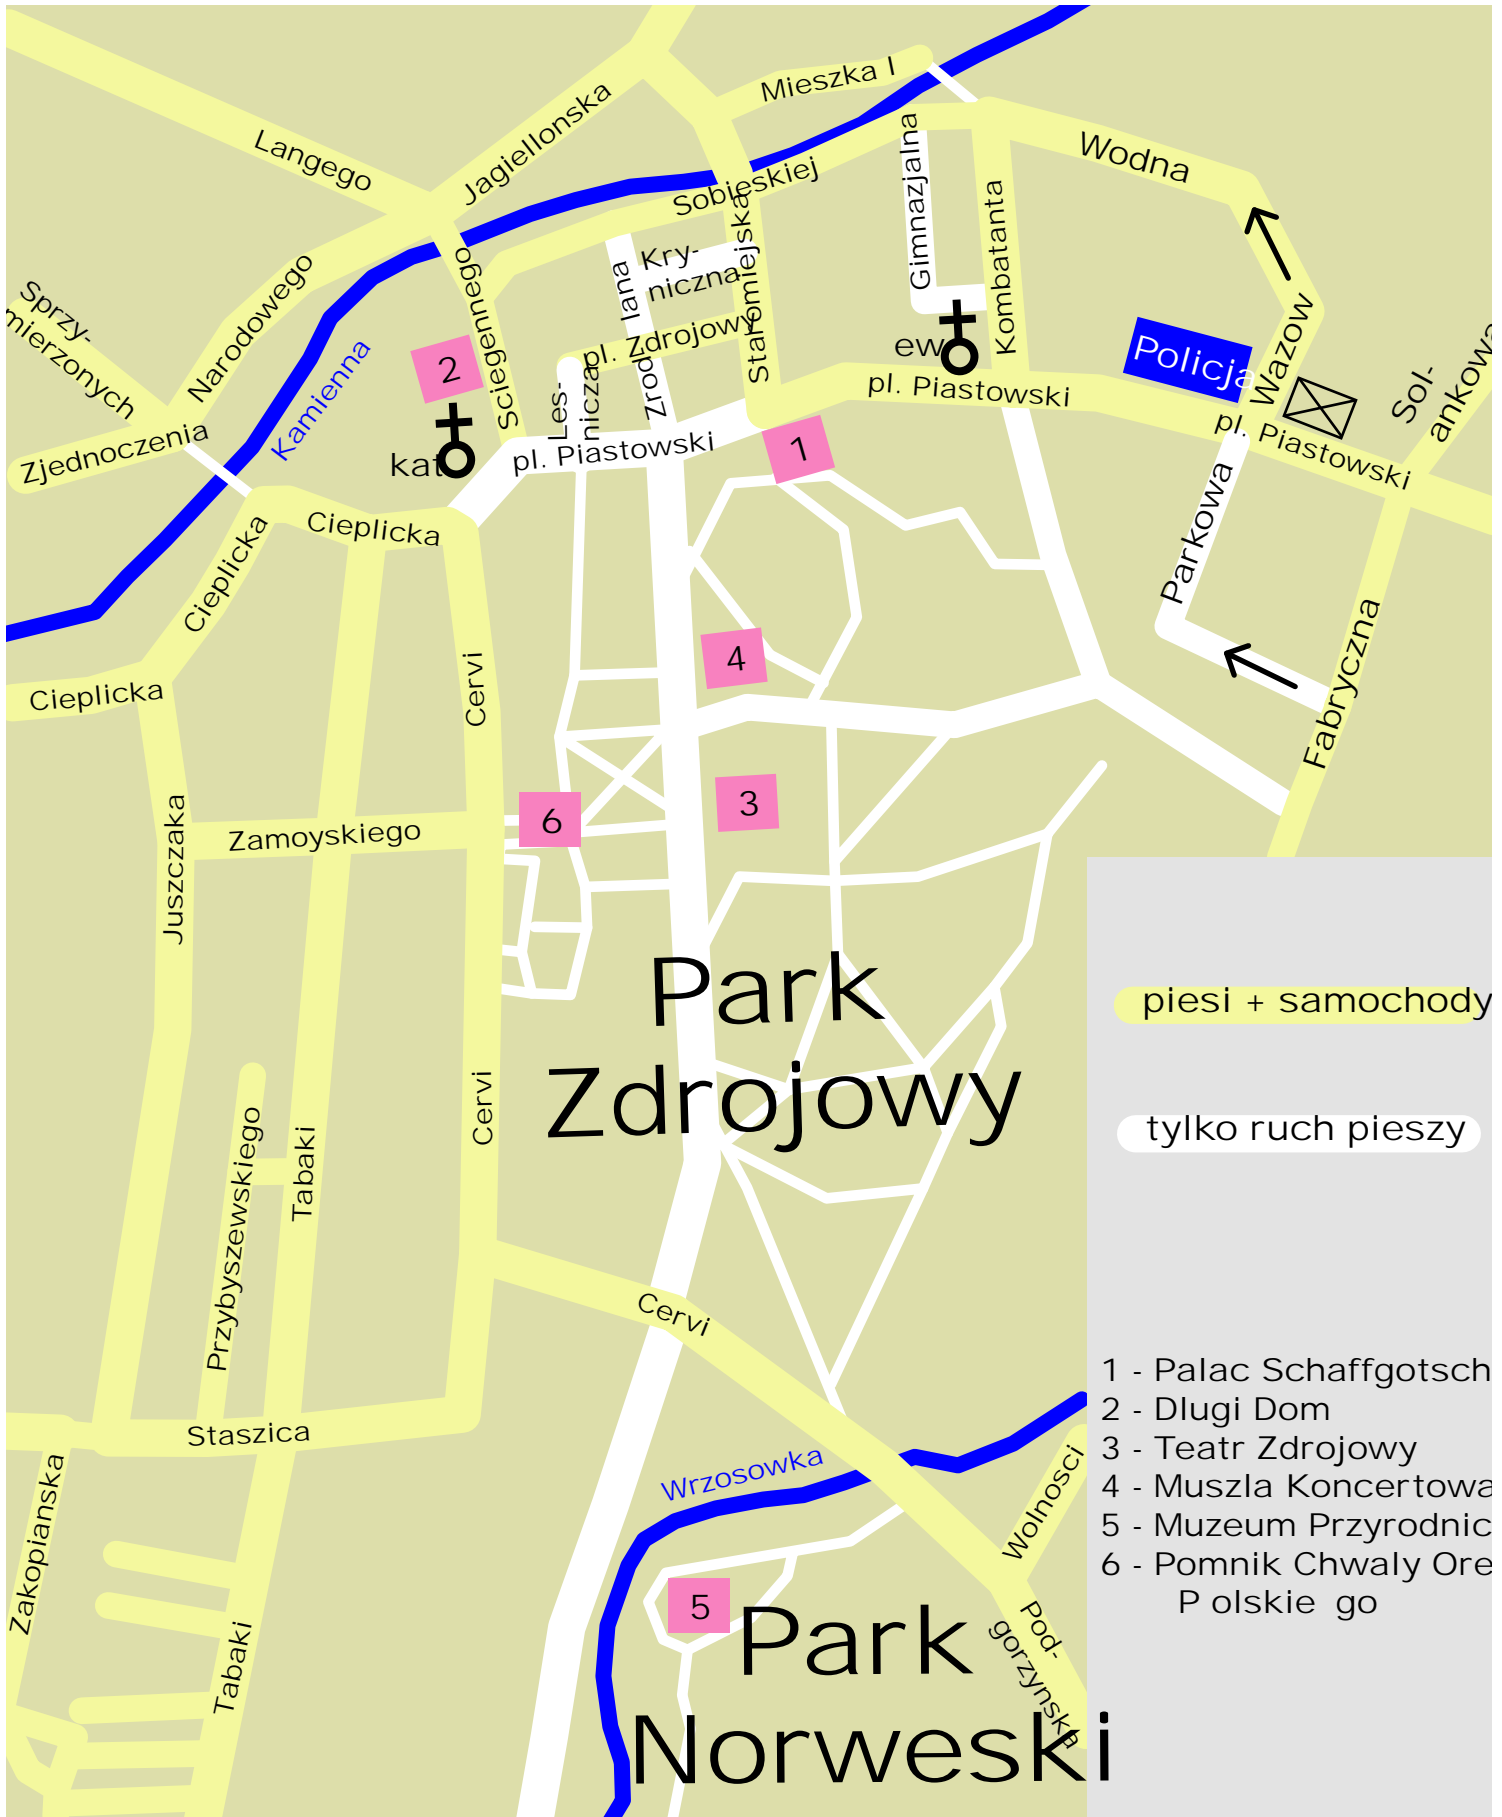 Mieszka I
Langego
Jagiellonska
Wodna
Sobieskiej
Gimnazjalna
Kombatanta
Sciegennego
Staromiejska
Kry-
niczna
lana
Zrod
Narodowego
Sprzy-
mierzonych
Kamienna
Zjednoczenia
2
kat
pl. Zdrojowy
Les-
nicza
ew
pl. Piastowski
Policja
Wazow
Sol-
ankowa
pl. Piastowski
pl. Piastowski
1
Cieplicka
Cieplicka
Cieplicka
Parkowa
Fabryczna
Cervi
4
3
6
Zamoyskiego
Juszczaka
Park
Zdrojowy
Cervi
Tabaki
Przybyszewskiego
Cervi
Staszica
Zakopianska
Tabaki
Wrzosowka
Wolnosci
5
Park
Norweski
Pod-
gorzynska
piesi + samochody
tylko ruch pieszy
1 - Palac Schaffgotsch
2 - Dlugi Dom
3 - Teatr Zdrojowy
4 - Muszla Koncertowa
5 - Muzeum Przyrodnic
6 - Pomnik Chwaly Ore
P olskie go